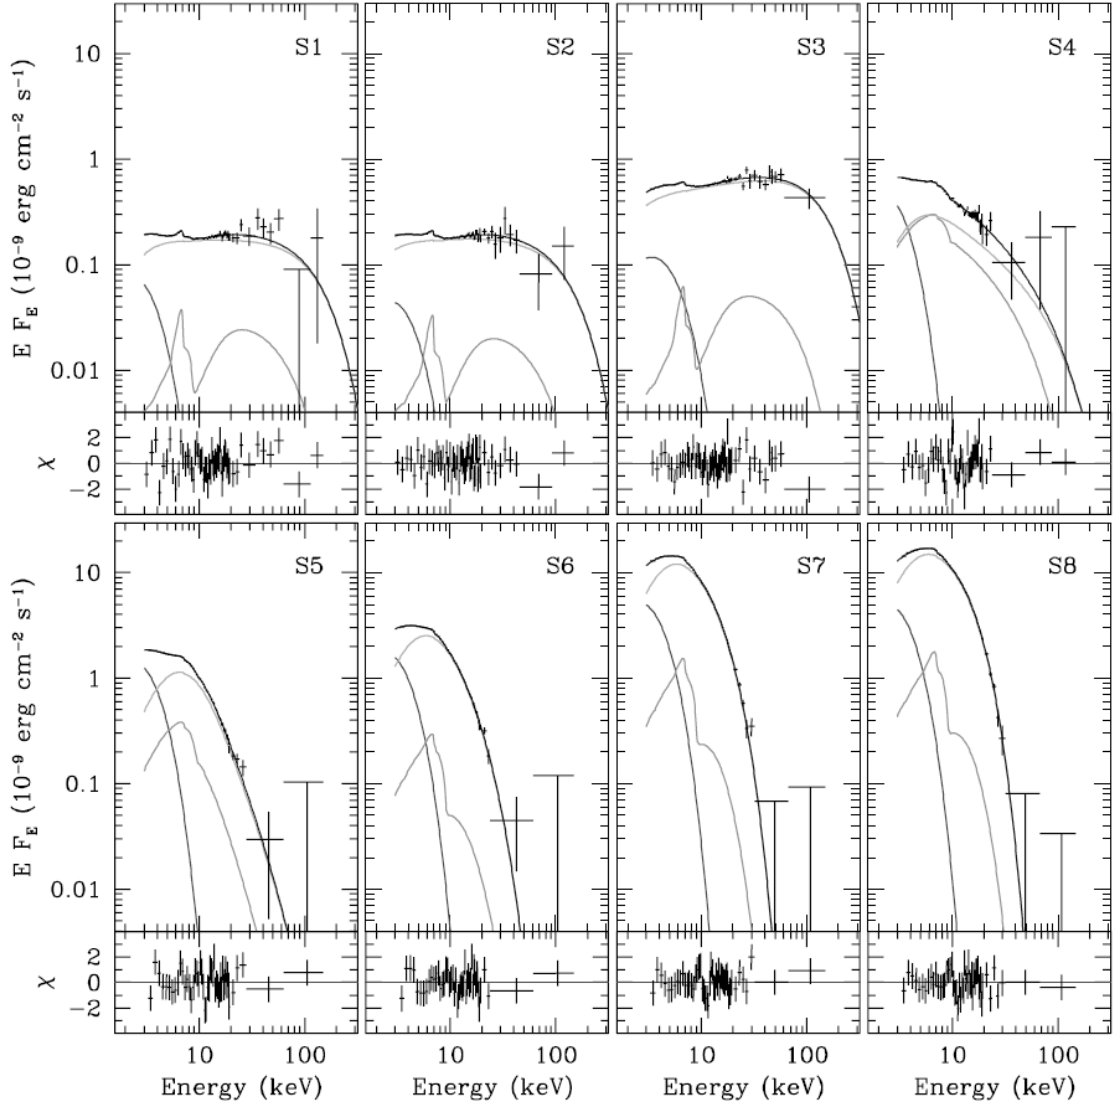 S1 S2 S3 S4
10
1
0.1
0.01
E F_E (10⁻⁹ erg cm⁻² s⁻¹)
2
0
−2
χ
S5 S6 S7 S8
10
1
0.1
0.01
E F_E (10⁻⁹ erg cm⁻² s⁻¹)
2
0
−2
χ
10 100 10 100 10 100 10 100
Energy (keV) Energy (keV) Energy (keV) Energy (keV)